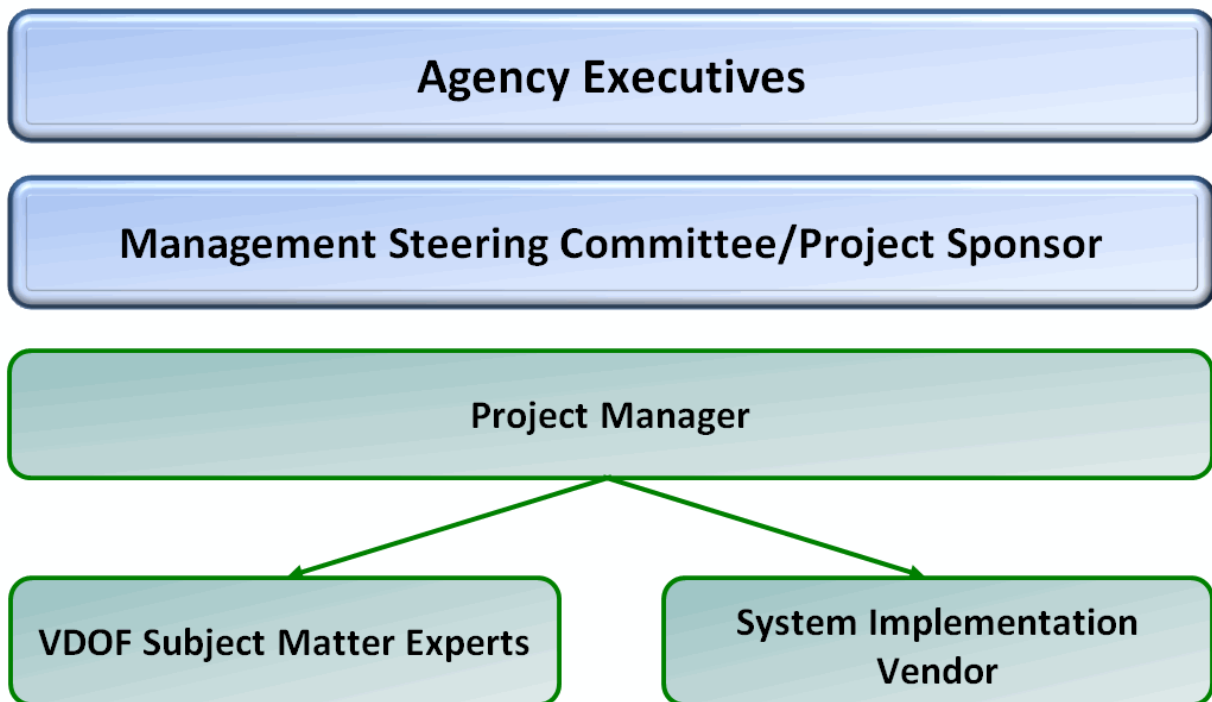 Agency Executives
Management Steering Committee/Project Sponsor
Project Manager
VDOF Subject Matter Experts
System Implementation
Vendor